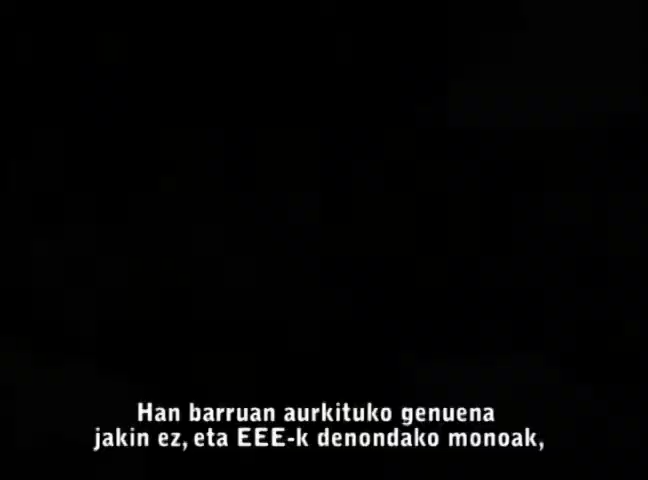 Han barruan aurkituko genuena
jakin ez, eta EEE-k denondako monoak,